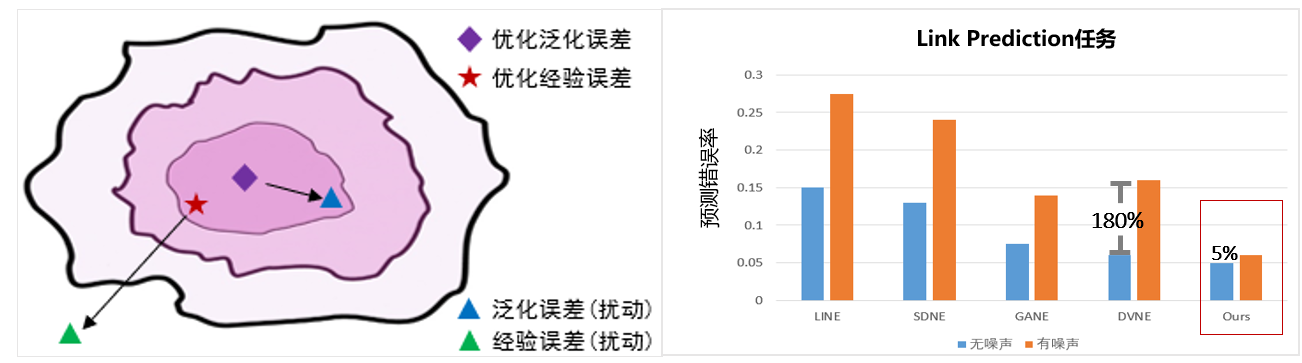 优化泛化误差
优化经验误差
泛化误差(扰动)
经验误差(扰动)
Link Prediction任务
预测错误率
0.3
0.25
0.2
0.15
0.1
0.05
0
180%
5%
LINE
SDNE
GANE
DVNE
Ours
无噪声
有噪声